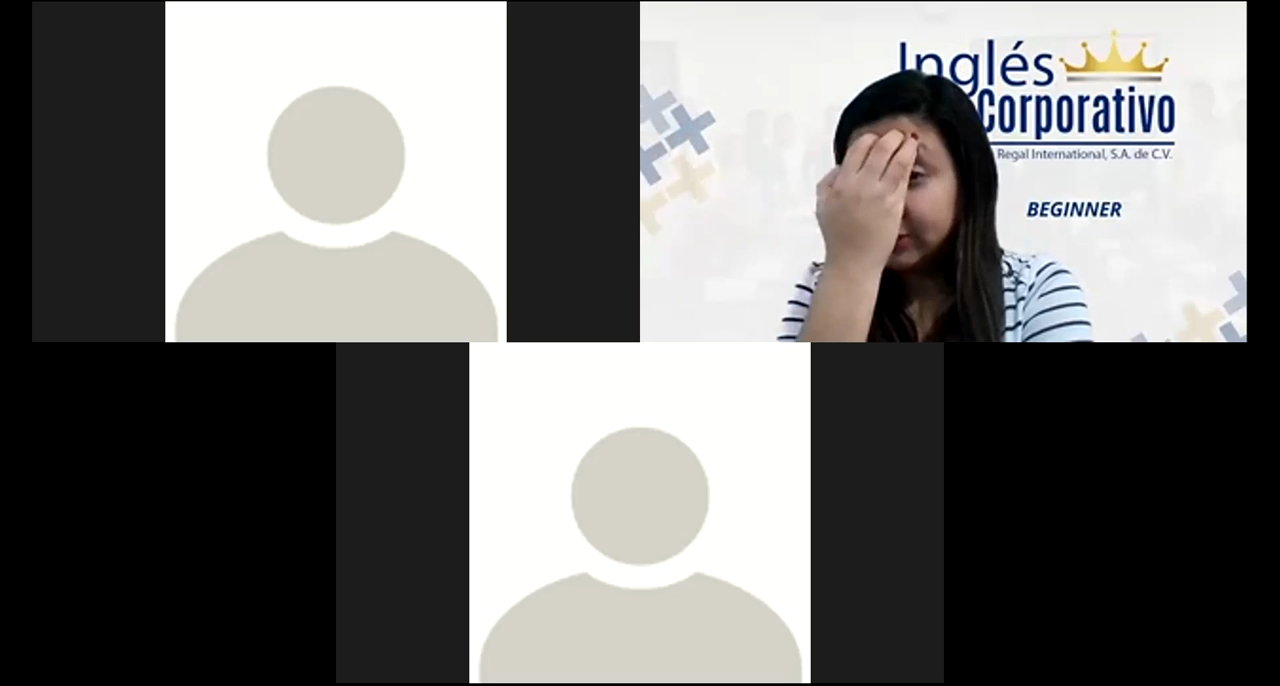 Inglés
Corporativo
Regal International, S.A. de C.V.
BEGINNER